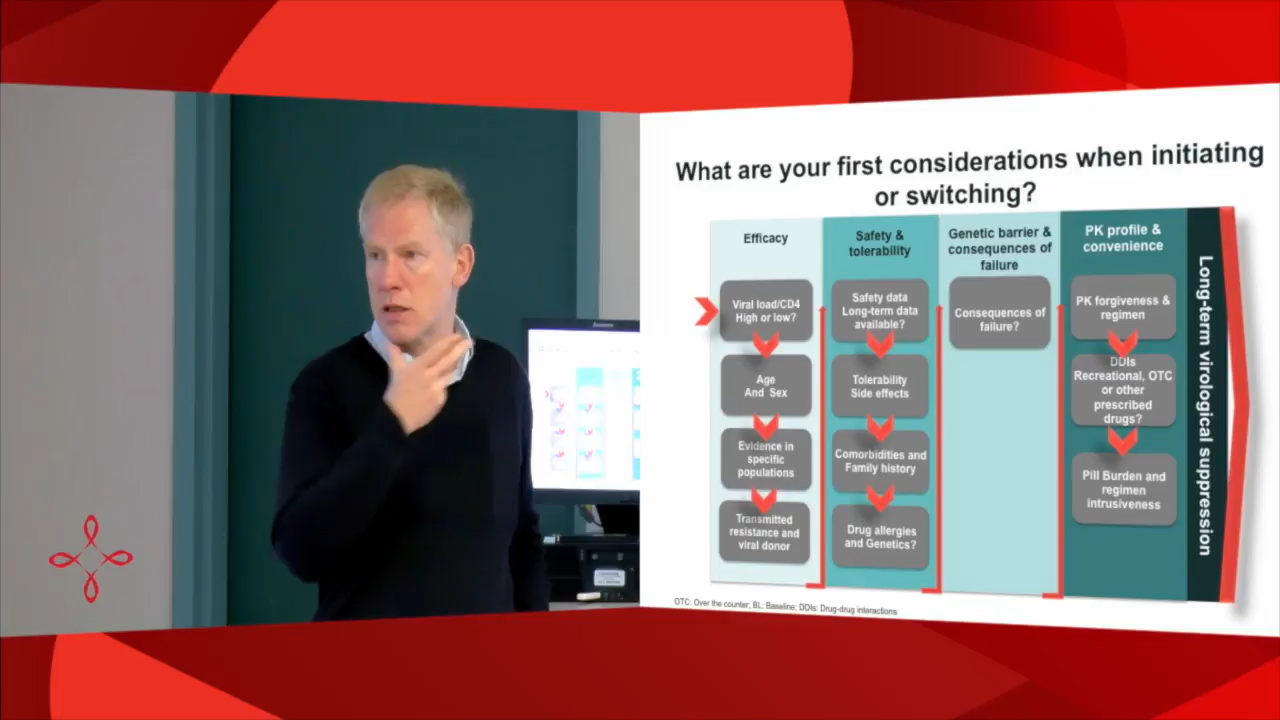 What are your first considerations when initiating
or switching?
Efficacy
Viral load/CD4
High or low?
Age
And Sex
Evidence in
specific
populations
Transmitted
resistance and
viral donor
Safety &
tolerability
Safety data
Long-term data
available?
Tolerability
Side effects
Comorbidities and
Family history
Drug allergies
and Genetics?
Genetic barrier &
consequences of
failure
Consequences of
failure?
PK profile &
convenience
PK forgiveness &
regimen
DDIs
Recreational, OTC
or other
prescribed
drugs?
Pill Burden and
regimen
intrusiveness
Long-term virological suppression
OTC: Over the counter; BL: Baseline; DDIs: Drug-drug interactions